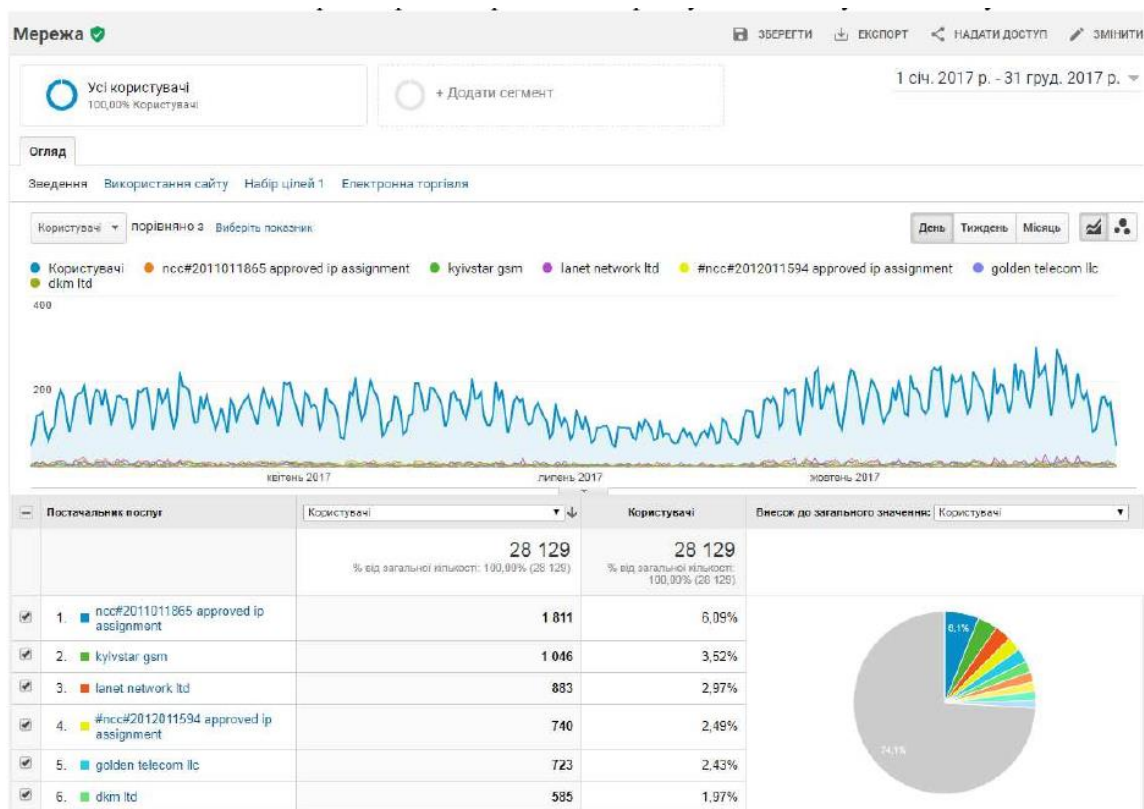 Мережа
ЗБЕРЕГТИ ЕКСПОРТ НАДАТИ ДОСТУП ЗМІНИТИ
Усі користувачі
100,00% Користувачі
+ Додати сегмент
1 січ. 2017 р. - 31 груд. 2017 р.
Огляд
Зведення Використання сайту Набір цілей 1 Електронна торгівля
Користувачі порівняно з Виберіть показник
День Тиждень Місяць
Користувачі ncc#2011011865 approved ip assignment kyivstar gsm lanet network ltd #ncc#2012011594 approved ip assignment golden telecom llc
dkm ltd
400
200
квітень 2017 липень 2017 жовтень 2017
Постачальник послуг Користувачі Користувачі Внесок до загального значення: Користувачі
28 129 28 129
% від загальної кількості: 100,00% (28 129) % від загальної кількості:
100,00% (28 129)
1. ncc#2011011865 approved ip
assignment 1 811 6,09%
2. kyivstar gsm 1 046 3,52%
3. lanet network ltd 883 2,97%
4. #ncc#2012011594 approved ip
assignment 740 2,49%
5. golden telecom llc 723 2,43%
6. dkm ltd 585 1,97%
6,1%
74,1%